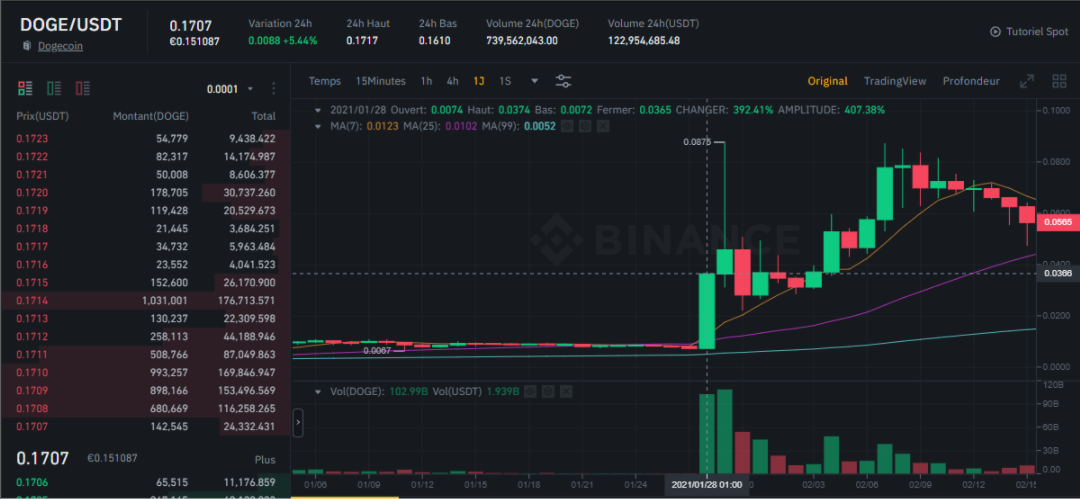 DOGE/USDT
Dogecoin
0.1707
€0.151087
Variation 24h
0.0088 +5.44%
24h Haut
0.1717
24h Bas
0.1610
Volume 24h(DOGE)
739,562,043.00
Volume 24h(USDT)
122,954,685.48
Tutoriel Spot
0.0001
Temps 15Minutes 1h 4h 1J 1S
Original TradingView Profondeur
Prix(USDT) Montant(DOGE) Total
0.1723 54,779 9,438.422
0.1722 82,317 14,174.987
0.1721 50,008 8,606.377
0.1720 178,705 30,737.260
0.1719 119,428 20,529.673
0.1718 21,445 3,684.251
0.1717 34,732 5,963.484
0.1716 23,552 4,041.523
0.1715 152,600 26,170.900
0.1714 1,031,001 176,713.571
0.1713 130,237 22,309.598
0.1712 258,113 44,188.946
0.1711 508,766 87,049.863
0.1710 993,257 169,846.947
0.1709 898,166 153,496.569
0.1708 680,669 116,258.265
0.1707 142,545 24,332.431
0.1707 €0.151087 Plus
0.1706 65,515 11,176.859
2021/01/28 Ouvert: 0.0074 Haut: 0.0374 Bas: 0.0072 Fermer: 0.0365 CHANGER: 392.41% AMPLITUDE: 407.38%
MA(7): 0.0123 MA(25): 0.0102 MA(99): 0.0052
0.0875
0.0067
BINANCE
0.1000
0.0800
0.0600
0.0565
0.0400
0.0366
0.0200
0.0000
Vol(DOGE): 102.99B Vol(USDT) 1.939B
120B
90B
60B
30B
0.00
01/06 01/09 01/12 01/15 01/18 01/21 01/24 2021/01/28 01:00 02/03 02/06 02/09 02/12 02/15